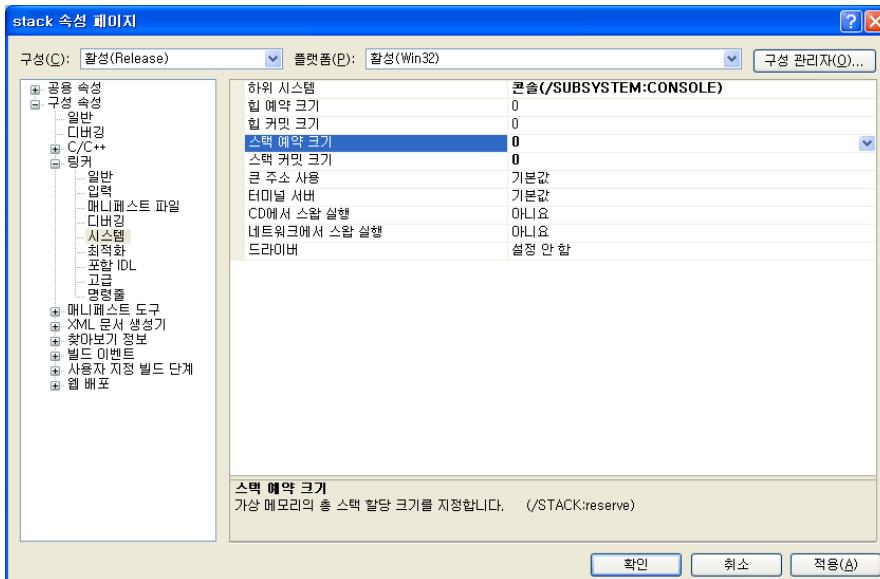 stack 속성 페이지
구성(C): 활성(Release) 플랫폼(P): 활성(Win32) 구성 관리자(O)...
공용 속성
구성 속성
일반
디버깅
C/C++
링커
일반
입력
매니페스트 파일
디버깅
시스템
최적화
포함 IDL
고급
명령줄
매니페스트 도구
XML 문서 생성기
찾아보기 정보
빌드 이벤트
사용자 지정 빌드 단계
웹 배포
하위 시스템 콘솔(/SUBSYSTEM:CONSOLE)
힙 예약 크기 0
힙 커밋 크기 0
스택 예약 크기 0
스택 커밋 크기 0
큰 주소 사용 기본값
터미널 서버 기본값
CD에서 스왑 실행 아니요
네트워크에서 스왑 실행 아니요
드라이버 설정 안 함
스택 예약 크기
가상 메모리의 총 스택 할당 크기를 지정합니다. (/STACK:reserve)
확인 취소 적용(A)